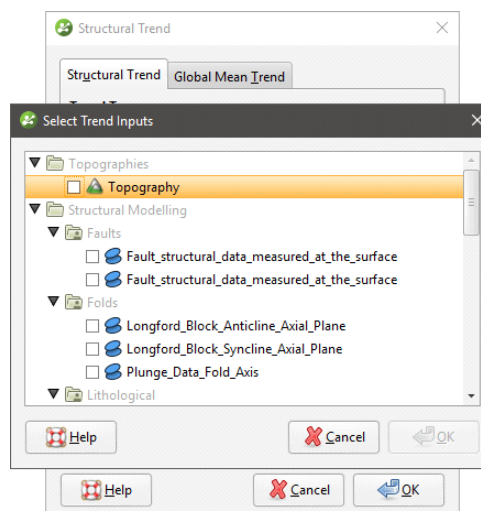 Structural Trend
Structural Trend Global Mean Trend
Select Trend Inputs
Topographies
Topography
Structural Modelling
Faults
Fault_structural_data_measured_at_the_surface
Fault_structural_data_measured_at_the_surface
Folds
Longford_Block_Anticline_Axial_Plane
Longford_Block_Syncline_Axial_Plane
Plunge_Data_Fold_Axis
Lithological
Help Cancel OK
Help Cancel OK